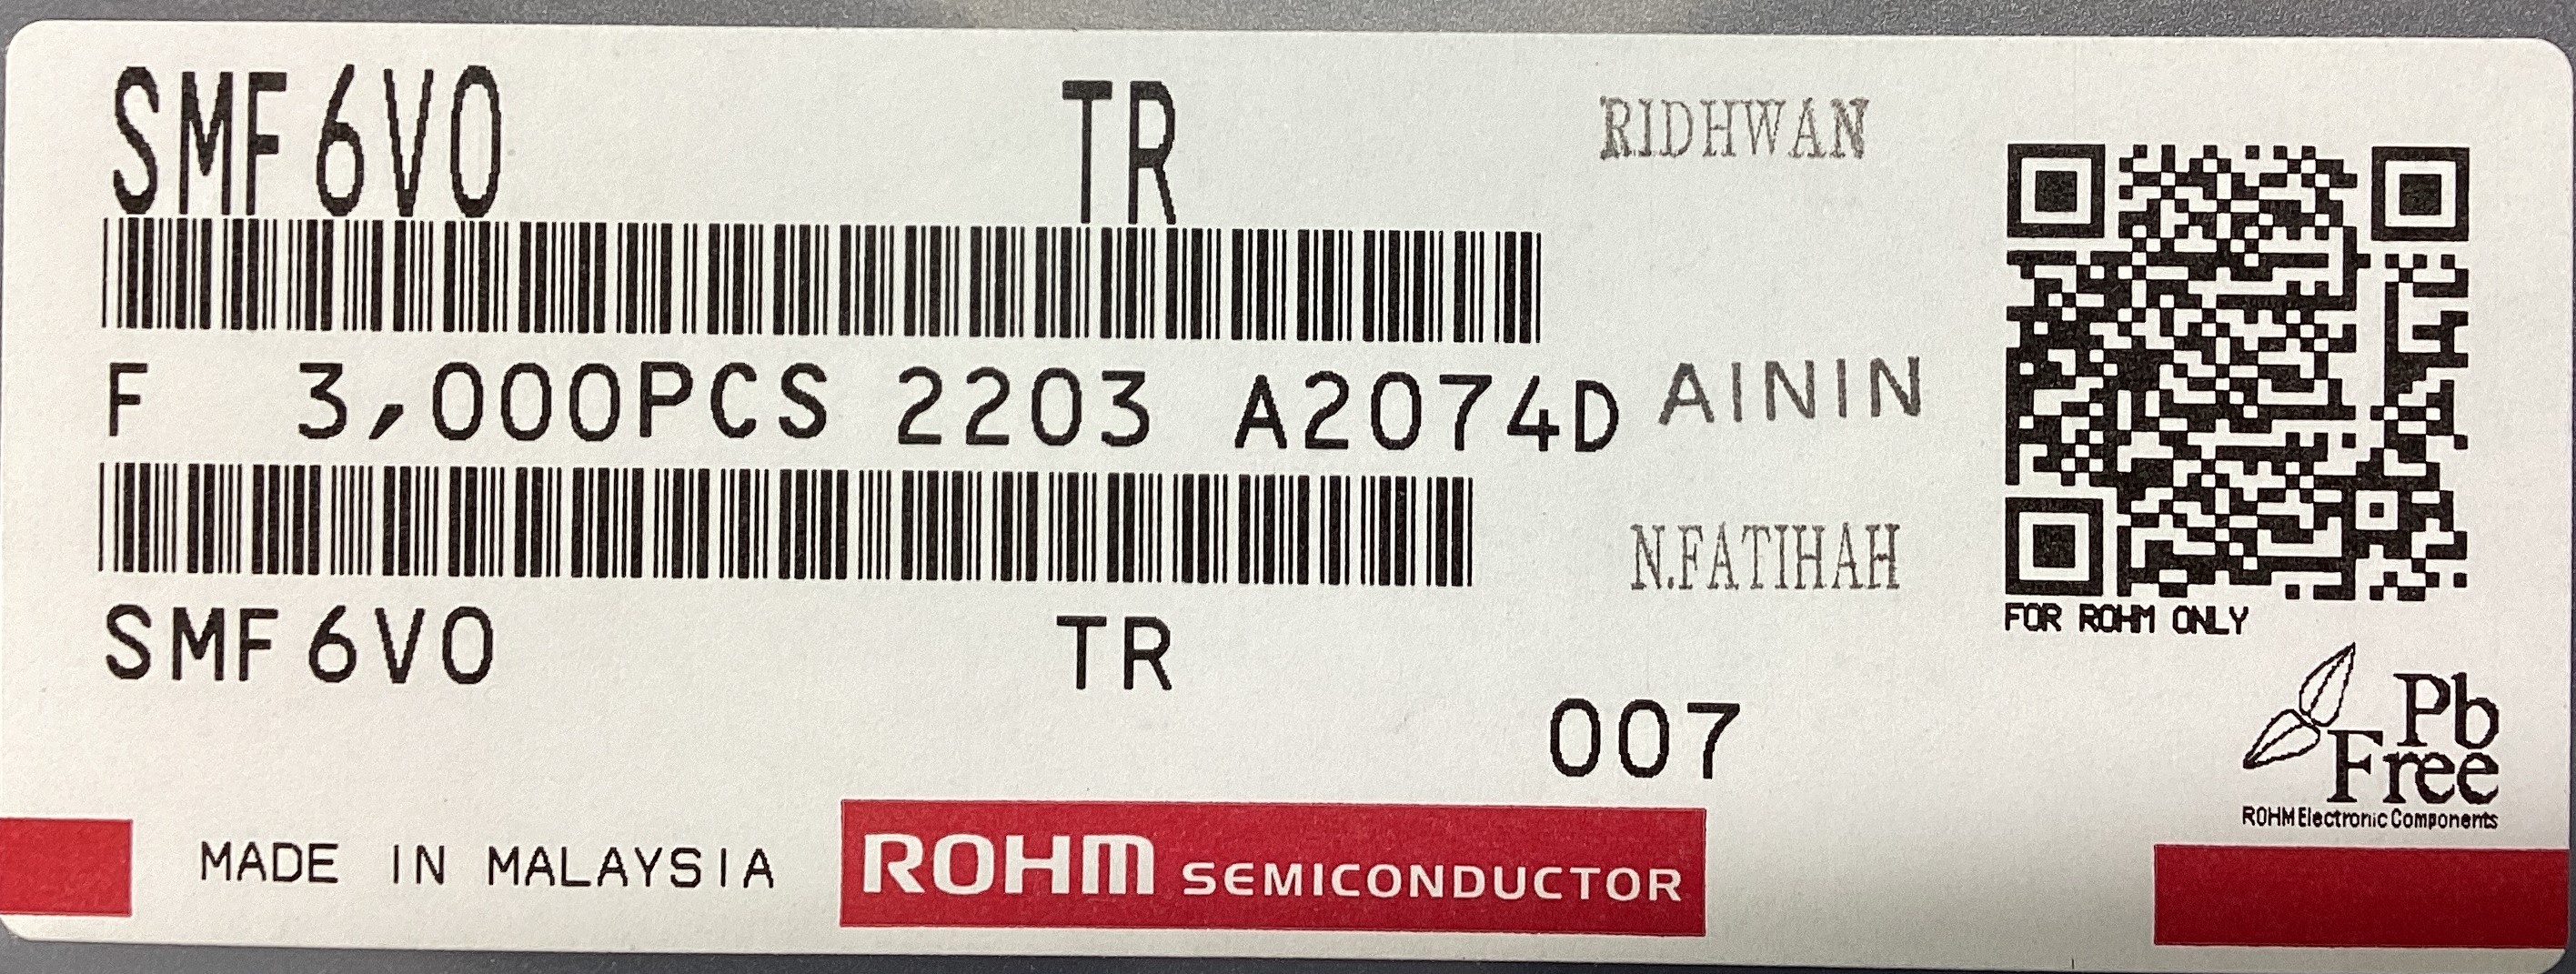 SMF6V0 TR
RIDHWAN
F 3,000PCS 2203 A2074D
AININ
N.FATIHAH
FOR ROHM ONLY
SMF6V0 TR
007
Pb
Free
ROHM Electronic Components
MADE IN MALAYSIA
ROHM SEMICONDUCTOR